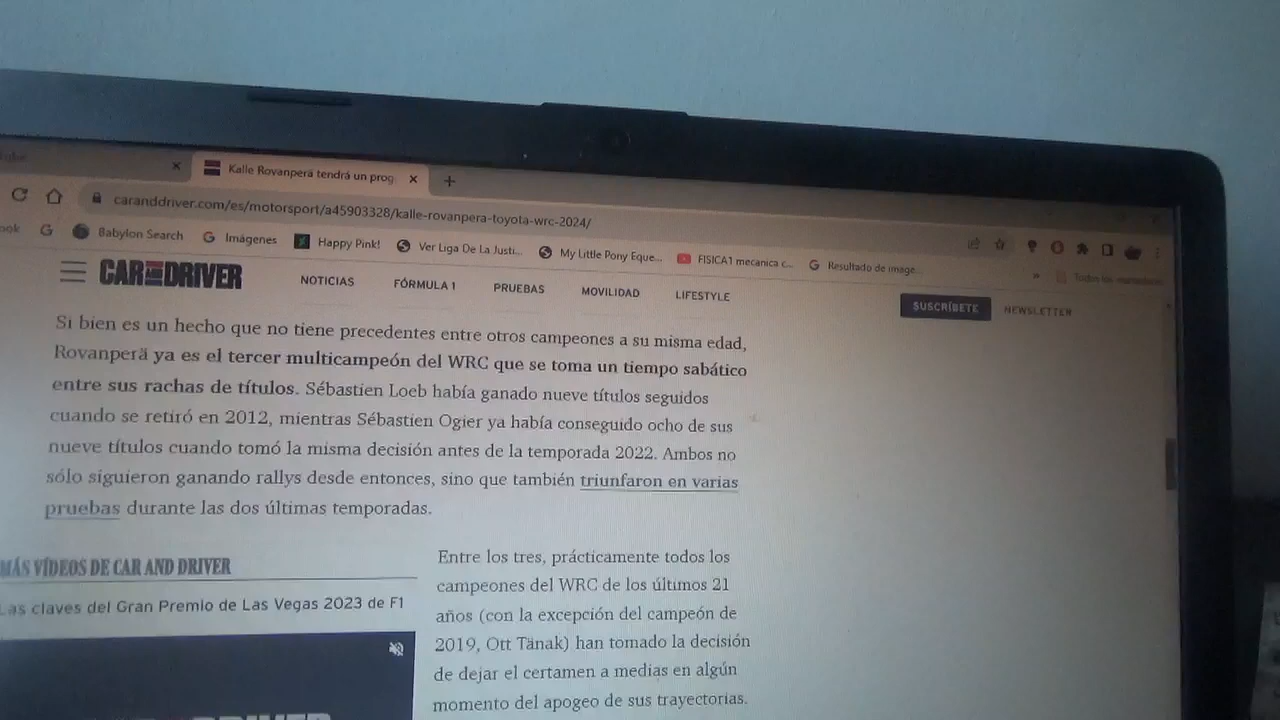 Kalle Rovanperä tendrá un prog
caranddriver.com/es/motorsport/a45903328/kalle-rovanpera-toyota-wrc-2024/
ook
Babylon Search
Imágenes
Happy Pink!
Ver Liga De La Justi...
My Little Pony Eque...
FISICA1 mecanica c...
Resultado de image...
»
CAR AND DRIVER
NOTICIAS
FÓRMULA 1
PRUEBAS
MOVILIDAD
LIFESTYLE
SUSCRÍBETE
NEWSLETTER
Si bien es un hecho que no tiene precedentes entre otros campeones a su misma edad,
Rovanperä ya es el tercer multicampeón del WRC que se toma un tiempo sabático
entre sus rachas de títulos. Sébastien Loeb había ganado nueve títulos seguidos
cuando se retiró en 2012, mientras Sébastien Ogier ya había conseguido ocho de sus
nueve títulos cuando tomó la misma decisión antes de la temporada 2022. Ambos no
sólo siguieron ganando rallys desde entonces, sino que también triunfaron en varias
pruebas durante las dos últimas temporadas.
MÁS VÍDEOS DE CAR AND DRIVER
Las claves del Gran Premio de Las Vegas 2023 de F1
Entre los tres, prácticamente todos los
campeones del WRC de los últimos 21
años (con la excepción del campeón de
2019, Ott Tänak) han tomado la decisión
de dejar el certamen a medias en algún
momento del apogeo de sus trayectorias.